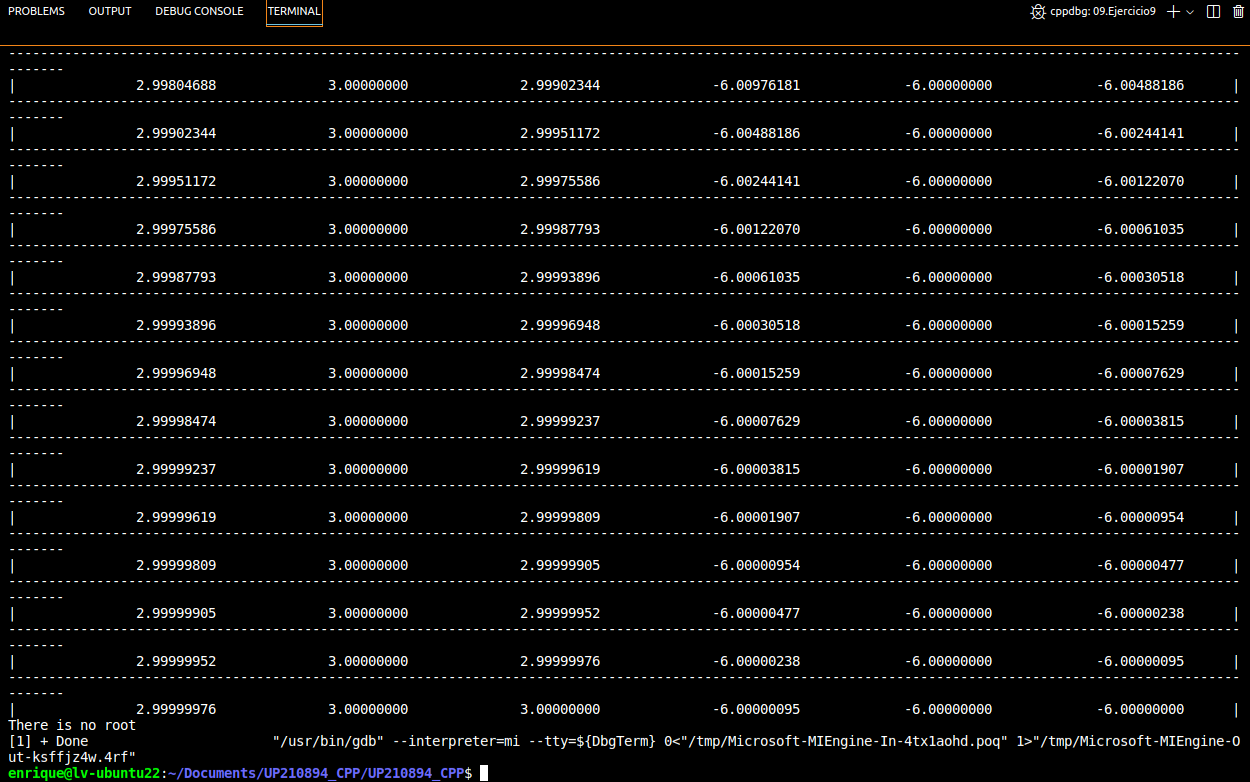 PROBLEMS OUTPUT DEBUG CONSOLE TERMINAL cppdbg: 09.Ejercicio9
--------------------------------------------------------------------------------------------------------------------------------------------------------
-------
| 2.99804688 3.00000000 2.99902344 -6.00976181 -6.00000000 -6.00488186 |
--------------------------------------------------------------------------------------------------------------------------------------------------------
-------
| 2.99902344 3.00000000 2.99951172 -6.00488186 -6.00000000 -6.00244141 |
--------------------------------------------------------------------------------------------------------------------------------------------------------
-------
| 2.99951172 3.00000000 2.99975586 -6.00244141 -6.00000000 -6.00122070 |
--------------------------------------------------------------------------------------------------------------------------------------------------------
-------
| 2.99975586 3.00000000 2.99987793 -6.00122070 -6.00000000 -6.00061035 |
--------------------------------------------------------------------------------------------------------------------------------------------------------
-------
| 2.99987793 3.00000000 2.99993896 -6.00061035 -6.00000000 -6.00030518 |
--------------------------------------------------------------------------------------------------------------------------------------------------------
-------
| 2.99993896 3.00000000 2.99996948 -6.00030518 -6.00000000 -6.00015259 |
--------------------------------------------------------------------------------------------------------------------------------------------------------
-------
| 2.99996948 3.00000000 2.99998474 -6.00015259 -6.00000000 -6.00007629 |
--------------------------------------------------------------------------------------------------------------------------------------------------------
-------
| 2.99998474 3.00000000 2.99999237 -6.00007629 -6.00000000 -6.00003815 |
--------------------------------------------------------------------------------------------------------------------------------------------------------
-------
| 2.99999237 3.00000000 2.99999619 -6.00003815 -6.00000000 -6.00001907 |
--------------------------------------------------------------------------------------------------------------------------------------------------------
-------
| 2.99999619 3.00000000 2.99999809 -6.00001907 -6.00000000 -6.00000954 |
--------------------------------------------------------------------------------------------------------------------------------------------------------
-------
| 2.99999809 3.00000000 2.99999905 -6.00000954 -6.00000000 -6.00000477 |
--------------------------------------------------------------------------------------------------------------------------------------------------------
-------
| 2.99999905 3.00000000 2.99999952 -6.00000477 -6.00000000 -6.00000238 |
--------------------------------------------------------------------------------------------------------------------------------------------------------
-------
| 2.99999952 3.00000000 2.99999976 -6.00000238 -6.00000000 -6.00000095 |
--------------------------------------------------------------------------------------------------------------------------------------------------------
-------
| 2.99999976 3.00000000 3.00000000 -6.00000095 -6.00000000 -6.00000000 |
There is no root
[1] + Done "/usr/bin/gdb" --interpreter=mi --tty=${DbgTerm} 0<"/tmp/Microsoft-MIEngine-In-4tx1aohd.poq" 1>"/tmp/Microsoft-MIEngine-O
ut-ksffjz4w.4rf"
enrique@lv-ubuntu22:~/Documents/UP210894_CPP/UP210894_CPP$